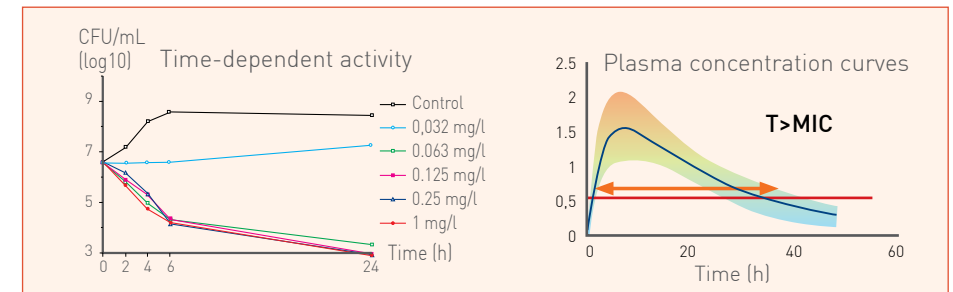 CFU/mL
(log10)
Time-dependent activity
9
7
5
3
0 2 4 6 24
Time (h)
Control
0,032 mg/l
0.063 mg/l
0.125 mg/l
0.25 mg/l
1 mg/l
Plasma concentration curves
T>MIC
2.5
2
1.5
1
0,5
0
0 20 40 60
Time (h)